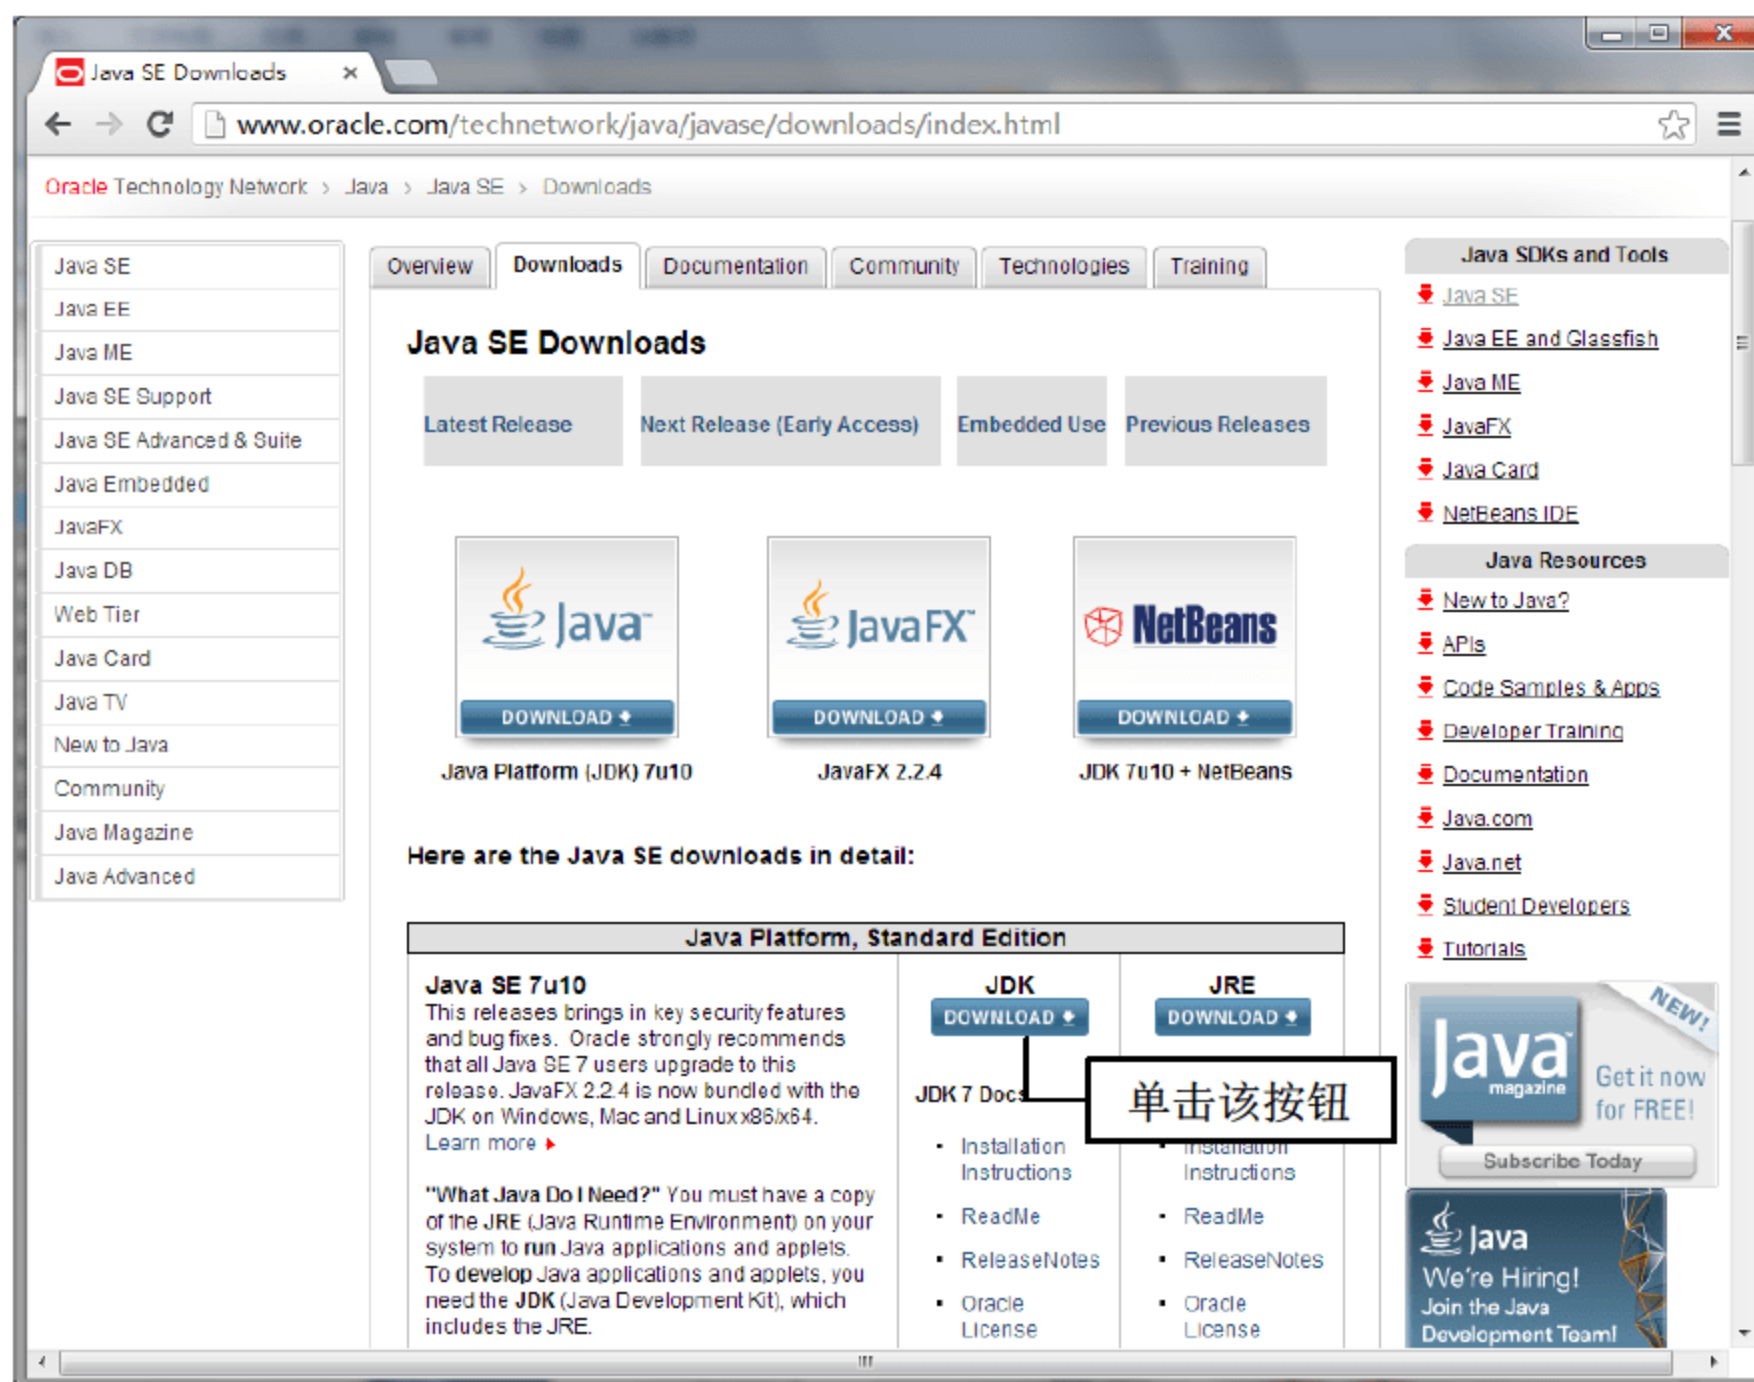 Java SE Downloads
www.oracle.com/technetwork/java/javase/downloads/index.html
Oracle Technology Network > Java > Java SE > Downloads
Java SE
Java EE
Java ME
Java SE Support
Java SE Advanced & Suite
Java Embedded
JavaFX
Java DB
Web Tier
Java Card
Java TV
New to Java
Community
Java Magazine
Java Advanced
Overview
Downloads
Documentation
Community
Technologies
Training
Java SE Downloads
Latest Release
Next Release (Early Access)
Embedded Use
Previous Releases
Java™
DOWNLOAD
Java Platform (JDK) 7u10
JavaFX™
DOWNLOAD
JavaFX 2.2.4
NetBeans
DOWNLOAD
JDK 7u10 + NetBeans
Here are the Java SE downloads in detail:
Java Platform, Standard Edition
Java SE 7u10
This releases brings in key security features
and bug fixes. Oracle strongly recommends
that all Java SE 7 users upgrade to this
release. JavaFX 2.2.4 is now bundled with the
JDK on Windows, Mac and Linux x86/x64.
Learn more
"What Java Do I Need?" You must have a copy
of the JRE (Java Runtime Environment) on your
system to run Java applications and applets.
To develop Java applications and applets, you
need the JDK (Java Development Kit), which
includes the JRE.
JDK
DOWNLOAD
JDK 7 Docs
Installation
Instructions
ReadMe
ReleaseNotes
Oracle
License
JRE
DOWNLOAD
单击该按钮
Installation
Instructions
ReadMe
ReleaseNotes
Oracle
License
Java SDKs and Tools
Java SE
Java EE and Glassfish
Java ME
JavaFX
Java Card
NetBeans IDE
Java Resources
New to Java?
APIs
Code Samples & Apps
Developer Training
Documentation
Java.com
Java.net
Student Developers
Tutorials
NEW!
Java™
magazine
Get it now
for FREE!
Subscribe Today
Java
We're Hiring!
Join the Java
Development Team!